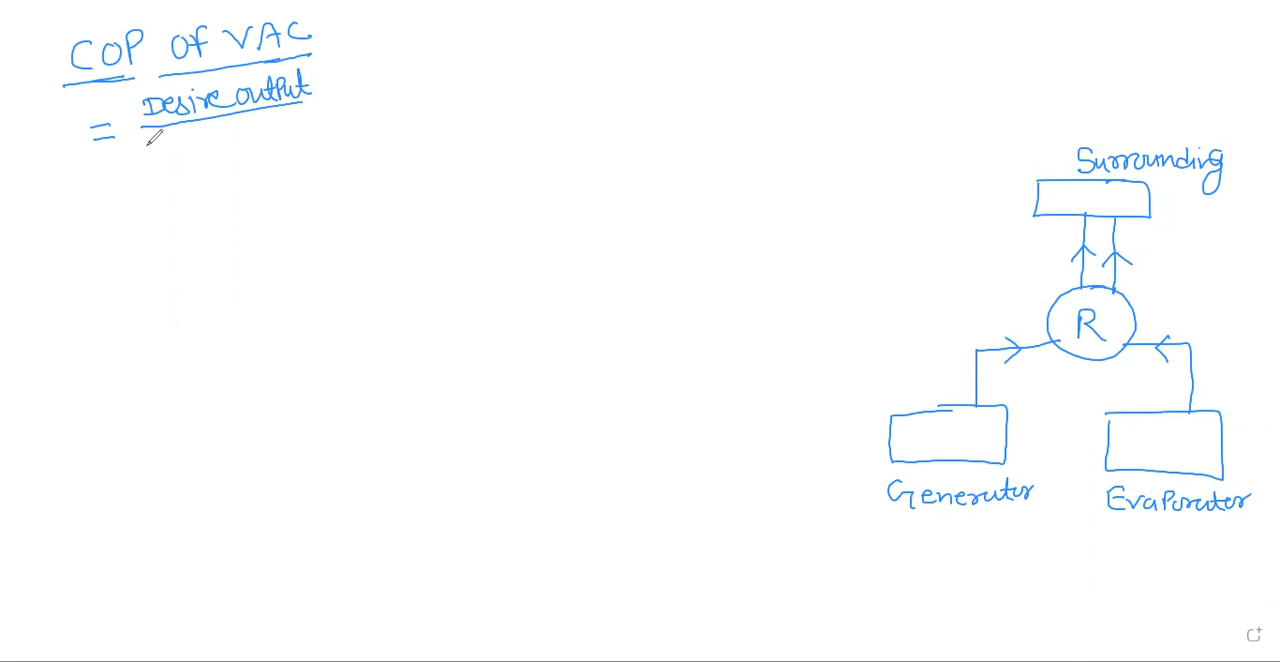 COP of VAC
Desire output
=
Surrounding
R
Generator
Evaporator